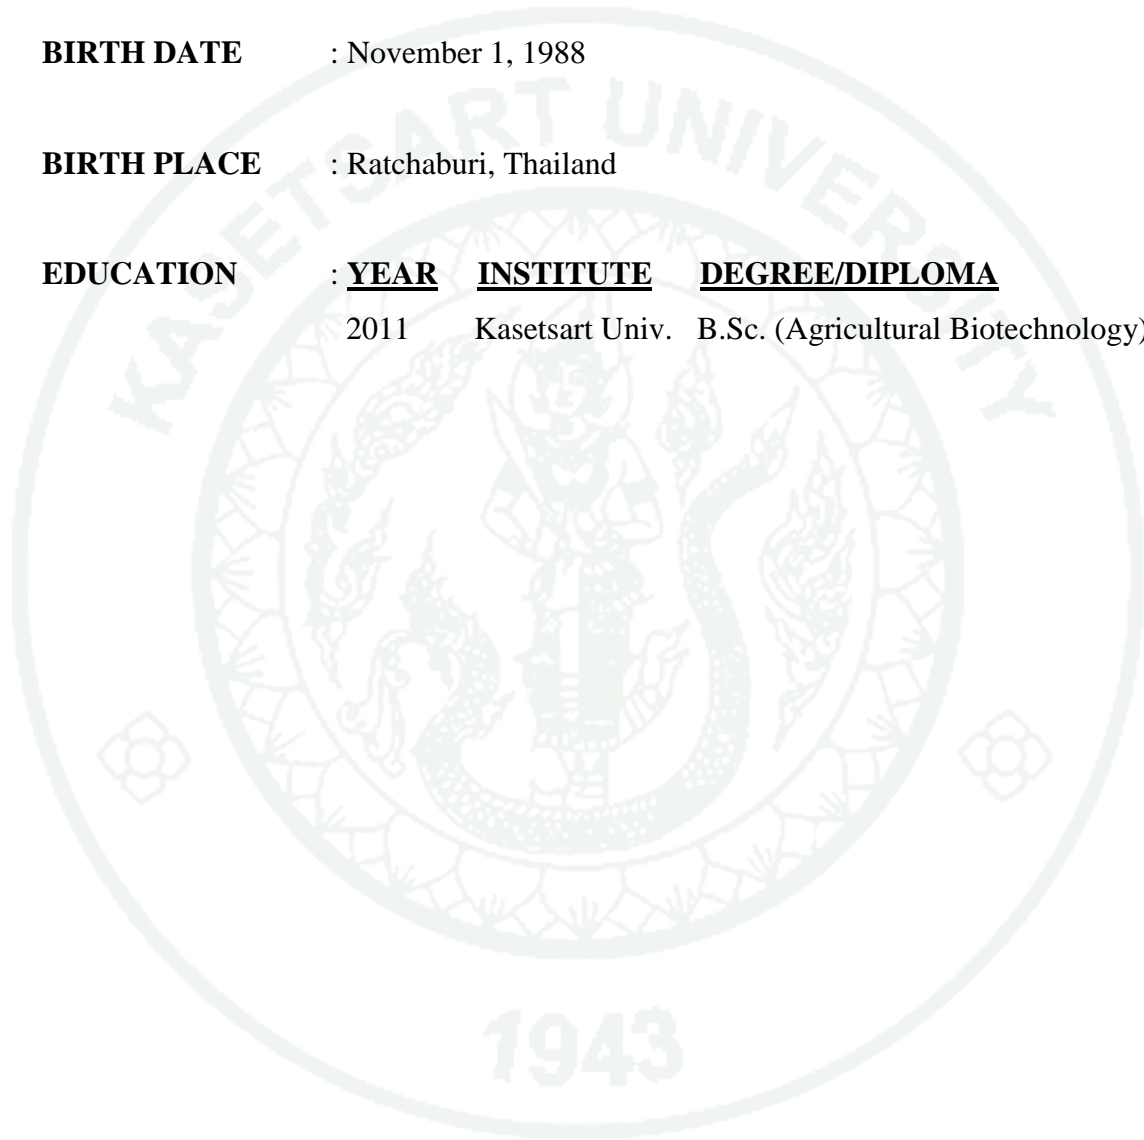 BIRTH DATE : November 1, 1988
BIRTH PLACE : Ratchaburi, Thailand
EDUCATION : YEAR INSTITUTE DEGREE/DIPLOMA
2011 Kasetsart Univ. B.Sc. (Agricultural Biotechnology)
KASETSART UNIVERSITY
1943